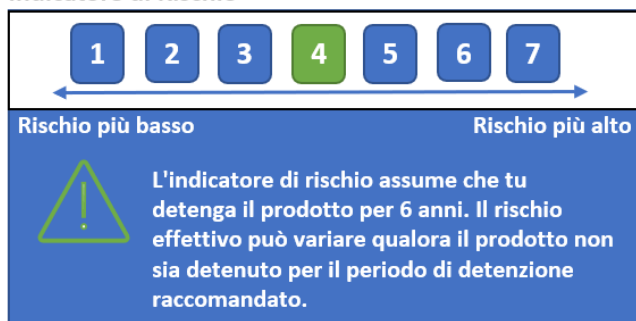 1 2 3 4 5 6 7
Rischio più basso Rischio più alto
L'indicatore di rischio assume che tu
detenga il prodotto per 6 anni. Il rischio
effettivo può variare qualora il prodotto non
sia detenuto per il periodo di detenzione
raccomandato.